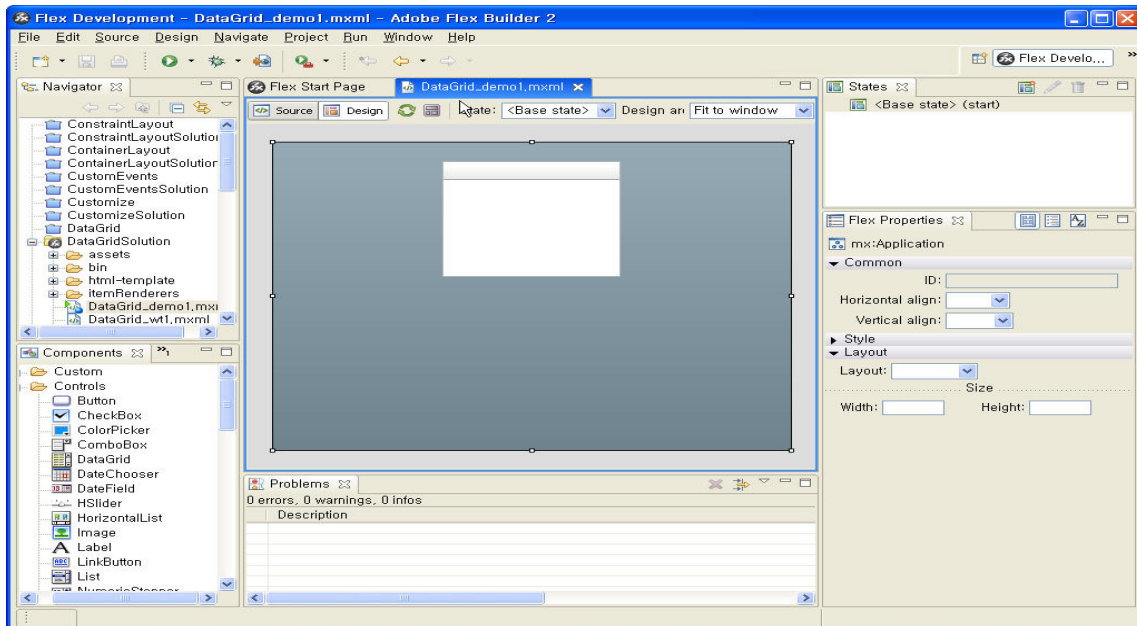 Flex Development - DataGrid_demo1.mxml - Adobe Flex Builder 2
File Edit Source Design Navigate Project Run Window Help
Flex Develo...
Navigator
ConstraintLayout
ConstraintLayoutSolution
ContainerLayout
ContainerLayoutSolution
CustomEvents
CustomEventsSolution
Customize
CustomizeSolution
DataGrid
DataGridSolution
assets
bin
html-template
itemRenderers
DataGrid_demo1.mxml
DataGrid_wt1.mxml
Components
Custom
Controls
Button
CheckBox
ColorPicker
ComboBox
DataGrid
DateChooser
DateField
HSlider
HorizontalList
Image
Label
LinkButton
List
NumericStepper
Flex Start Page DataGrid_demo1.mxml
Source Design State: <Base state> Design an Fit to window
Problems
0 errors, 0 warnings, 0 infos
Description
States
<Base state> (start)
Flex Properties
mx:Application
Common
ID:
Horizontal align:
Vertical align:
Style
Layout
Layout:
Size
Width: Height: